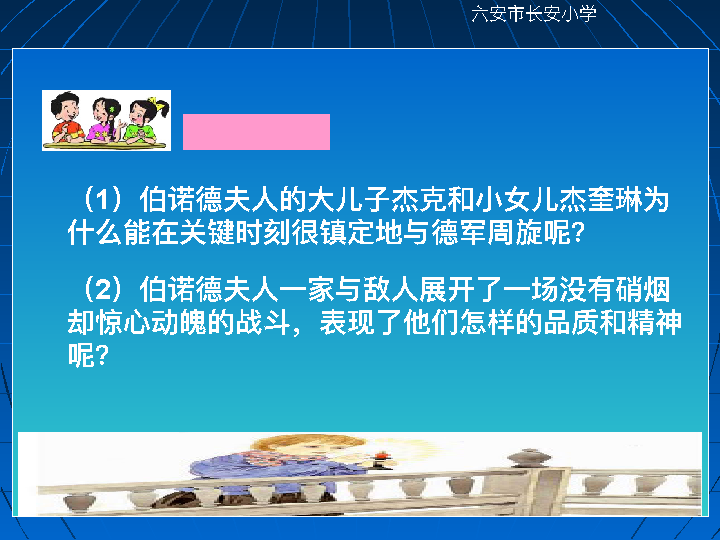 六安市长安小学
（1）伯诺德夫人的大儿子杰克和小女儿杰奎琳为
什么能在关键时刻很镇定地与德军周旋呢？
（2）伯诺德夫人一家与敌人展开了一场没有硝烟
却惊心动魄的战斗，表现了他们怎样的品质和精神
呢？